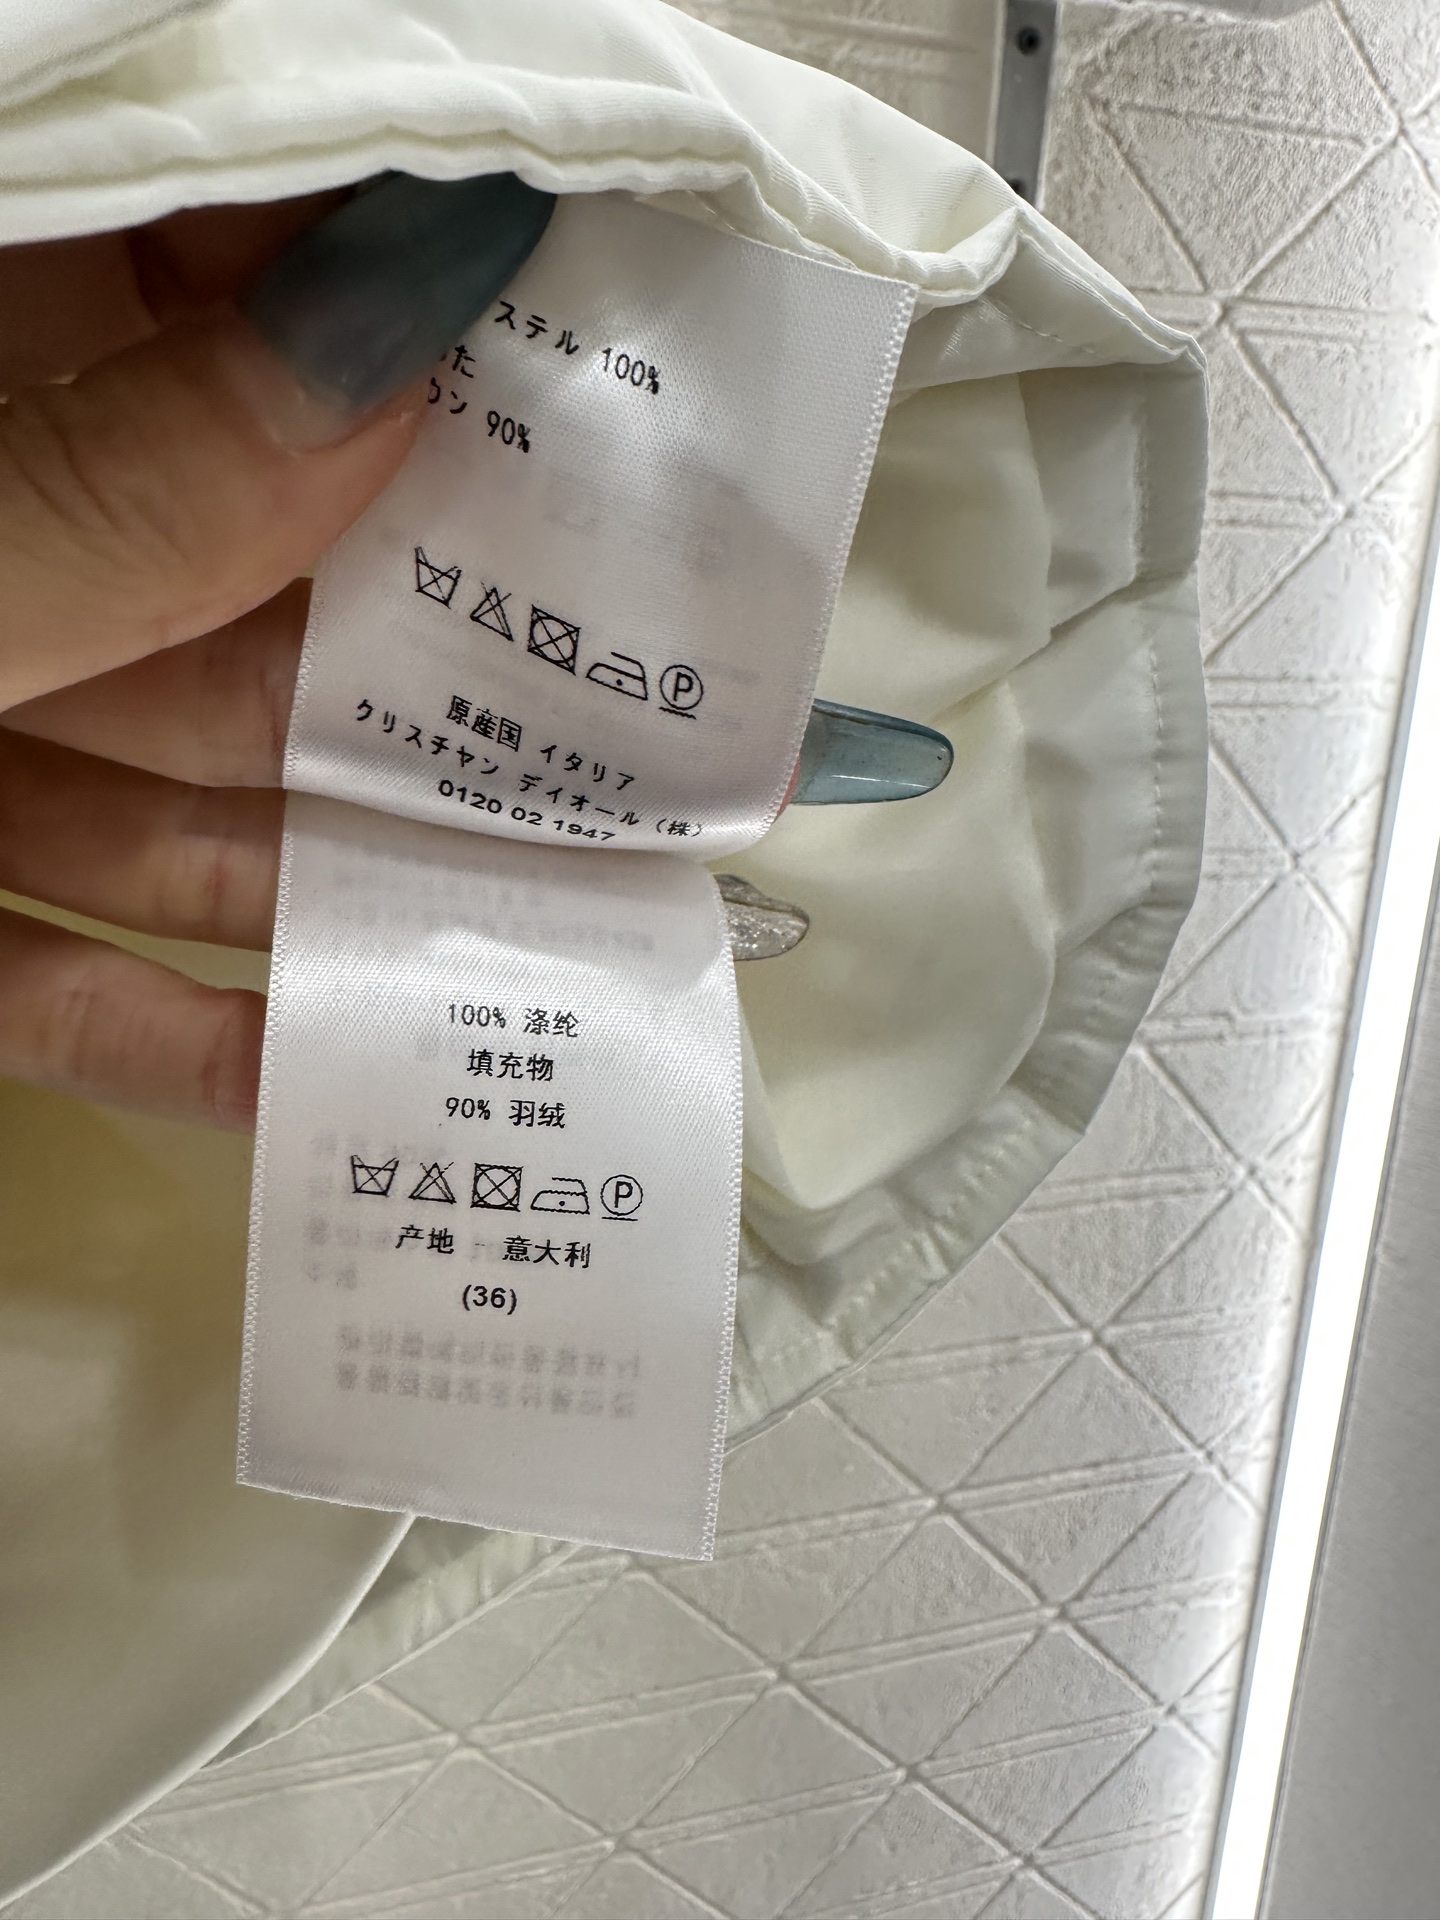 ステル 100%
た
ン 90%
P
原産国 イタリア
クリスチャン ディオール（株）
0120 02 1947
100% 涤纶
填充物
90% 羽绒
P
产地 - 意大利
(36)